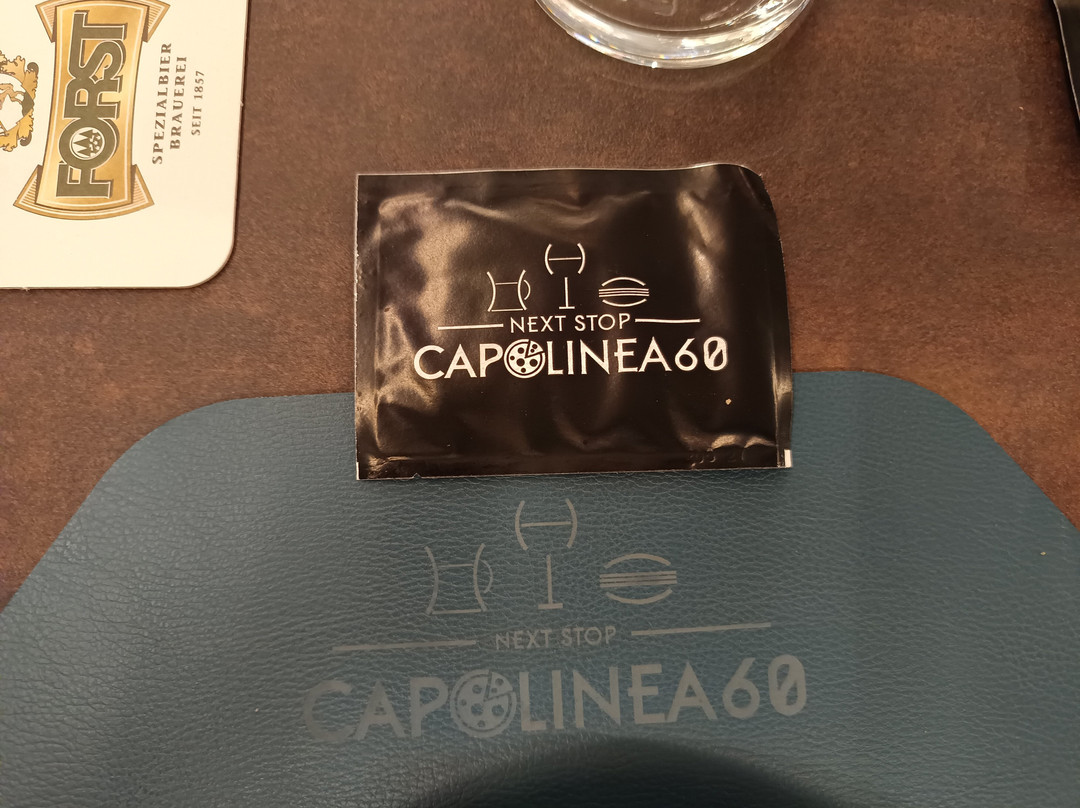 FORST
SPEZIALBIER
BRAUEREI
SEIT 1857
NEXT STOP
CAPOLINEA60
NEXT STOP
CAPOLINEA60